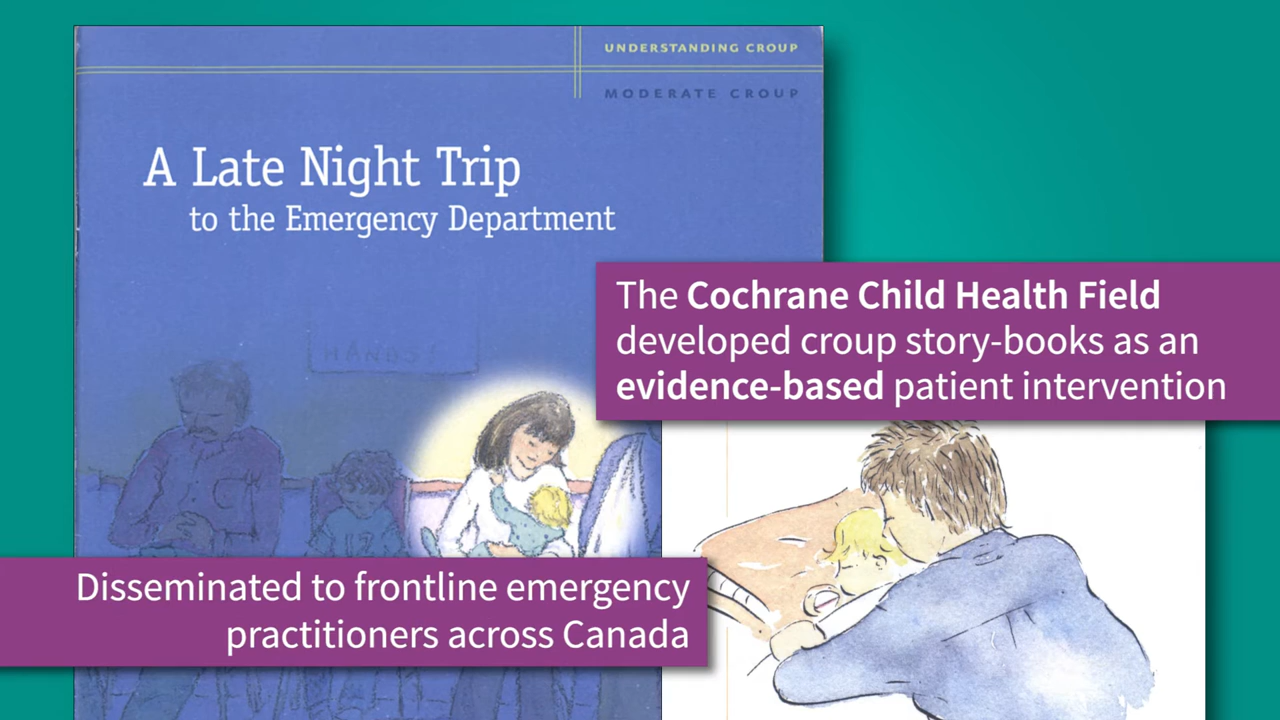 UNDERSTANDING CROUP
MODERATE CROUP
A Late Night Trip
to the Emergency Department
HANDS!
The Cochrane Child Health Field
developed croup story-books as an
evidence-based patient intervention
Disseminated to frontline emergency
practitioners across Canada